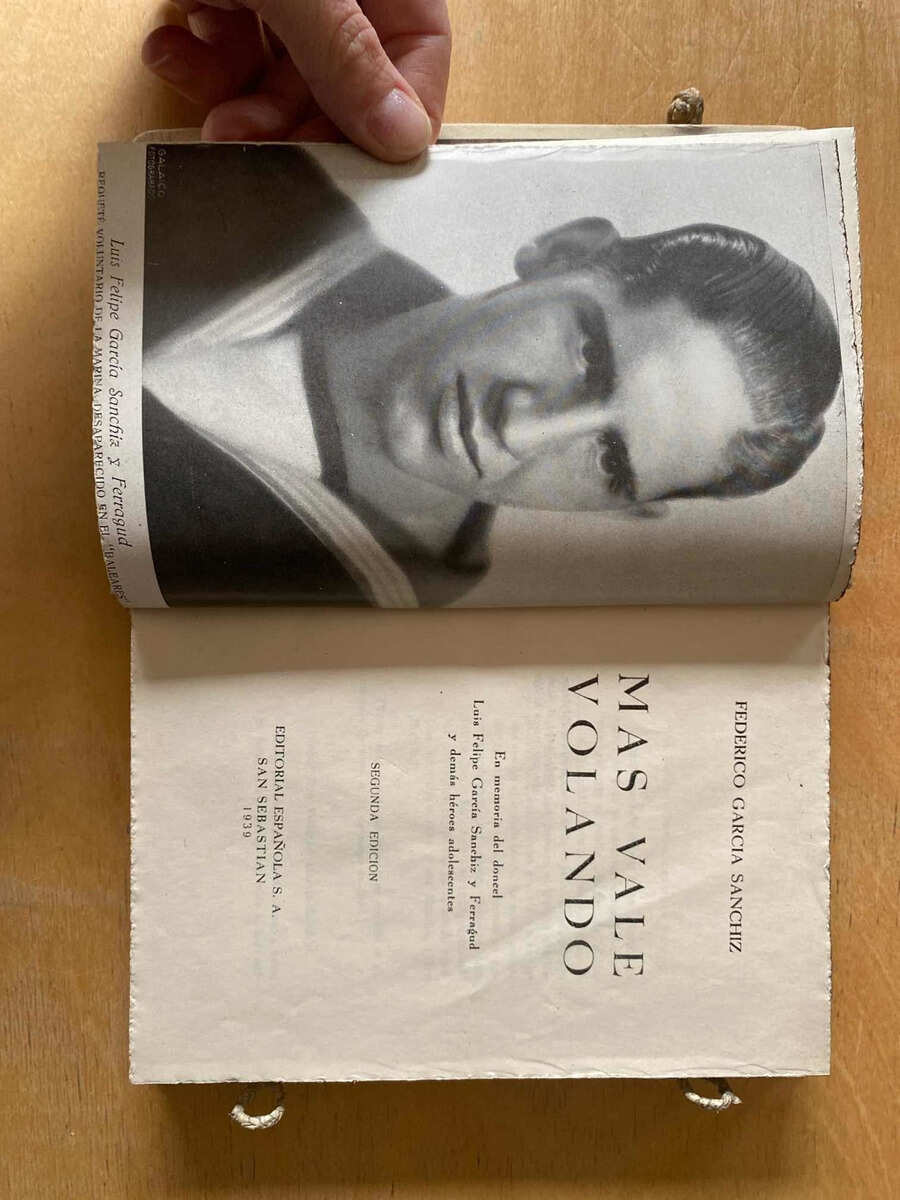 GALAICO
FOTOGRABADO
Luis Felipe García Sanchiz y Ferragud
REQUETÉ VOLUNTARIO DE LA MARINA, DESAPARECIDO EN EL "BALEARES"
FEDERICO GARCIA SANCHIZ
MAS VALE
VOLANDO
En memoria del doncel
Luis Felipe García Sanchiz y Ferragud
y demás héroes adolescentes
SEGUNDA EDICION
EDITORIAL ESPAÑOLA S. A.
SAN SEBASTIAN
1939